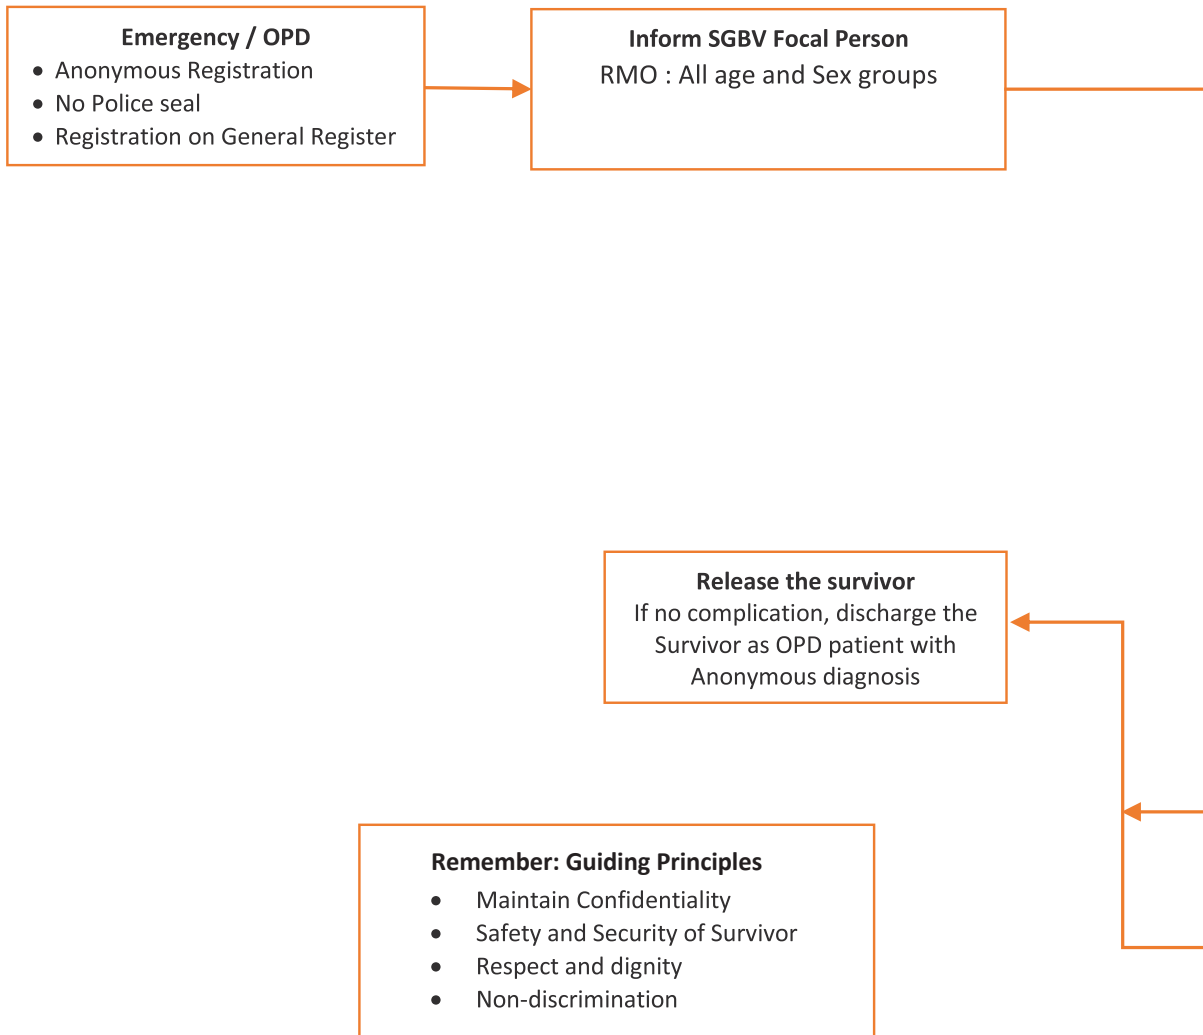 Emergency / OPD
• Anonymous Registration
• No Police seal
• Registration on General Register
Inform SGBV Focal Person
RMO : All age and Sex groups
Release the survivor
If no complication, discharge the
Survivor as OPD patient with
Anonymous diagnosis
Remember: Guiding Principles
• Maintain Confidentiality
• Safety and Security of Survivor
• Respect and dignity
• Non-discrimination